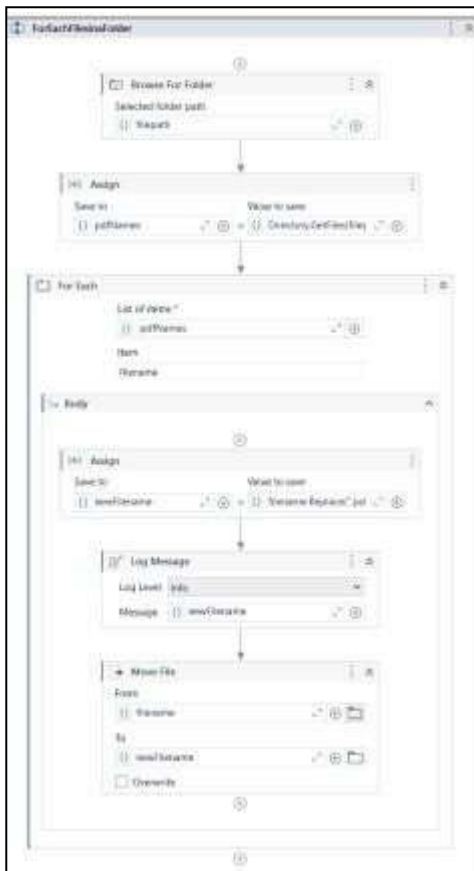 ForEachFileinaFolder
Browse For Folder
Selected folder path
filepath
Assign
Save to Value to save
pdfNames = Directory.GetFiles(filep
For Each
List of items *
pdfNames
Item
filename
Body
Assign
Save to Value to save
newFilename = filename.Replace(".pd
Log Message
Log Level Info
Message newFilename
Move File
From
filename
To
newFilename
Overwrite